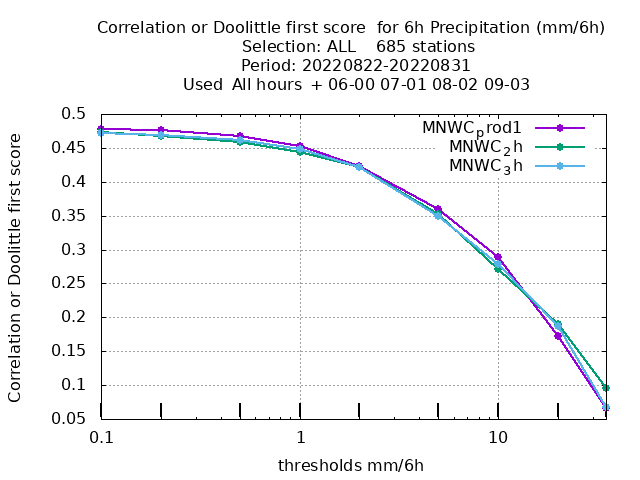 Correlation or Doolittle first score  for 6h Precipitation (mm/6h)
Selection: ALL    685 stations
Period: 20220822-20220831
Used  All hours  + 06-00 07-01 08-02 09-03
Correlation or Doolittle first score
0.5
0.45
0.4
0.35
0.3
0.25
0.2
0.15
0.1
0.05
MNWCprod1
MNWC2h
MNWC3h
0.1 1 10
thresholds mm/6h